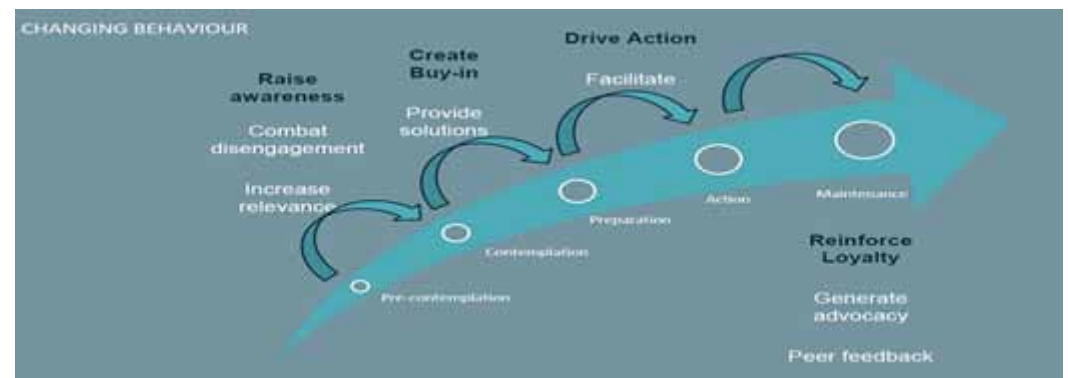 CHANGING BEHAVIOUR
Raise
awareness
Combat
disengagement
Increase
relevance
Create
Buy-in
Provide
solutions
Drive Action
Facilitate
Pre-contemplation
Contemplation
Preparation
Action
Maintenance
Reinforce
Loyalty
Generate
advocacy
Peer feedback